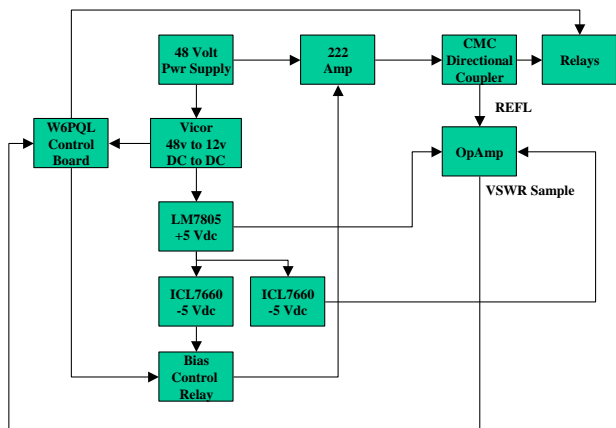 48 Volt
Pwr Supply
222
Amp
CMC
Directional
Coupler
Relays
REFL
W6PQL
Control
Board
Vicor
48v to 12v
DC to DC
OpAmp
VSWR Sample
LM7805
+5 Vdc
ICL7660
-5 Vdc
ICL7660
-5 Vdc
Bias
Control
Relay